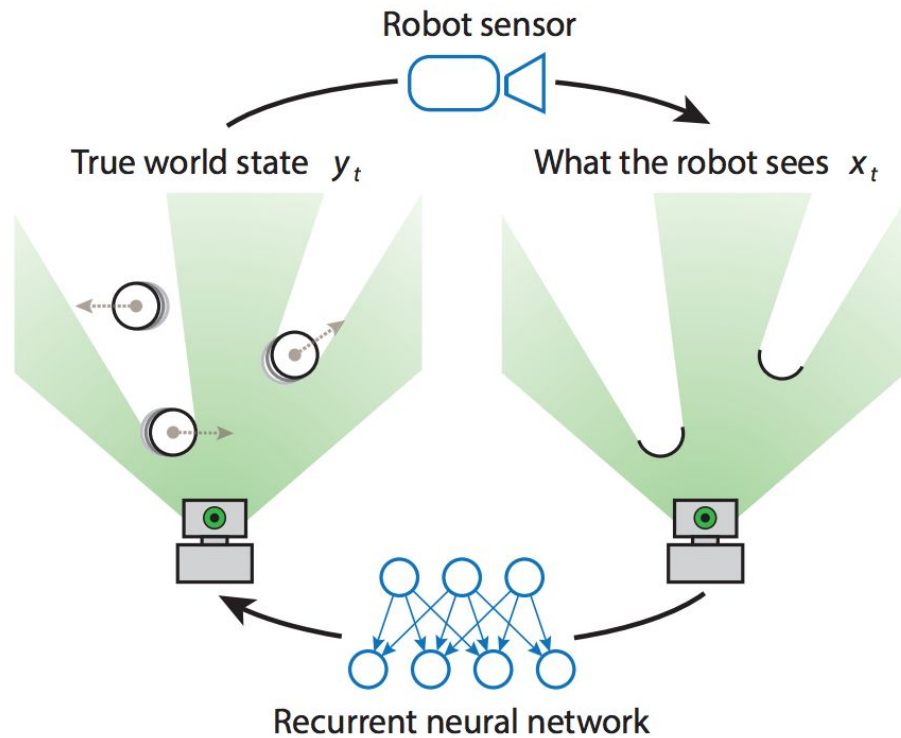 Robot sensor
True world state y_t
What the robot sees x_t
Recurrent neural network